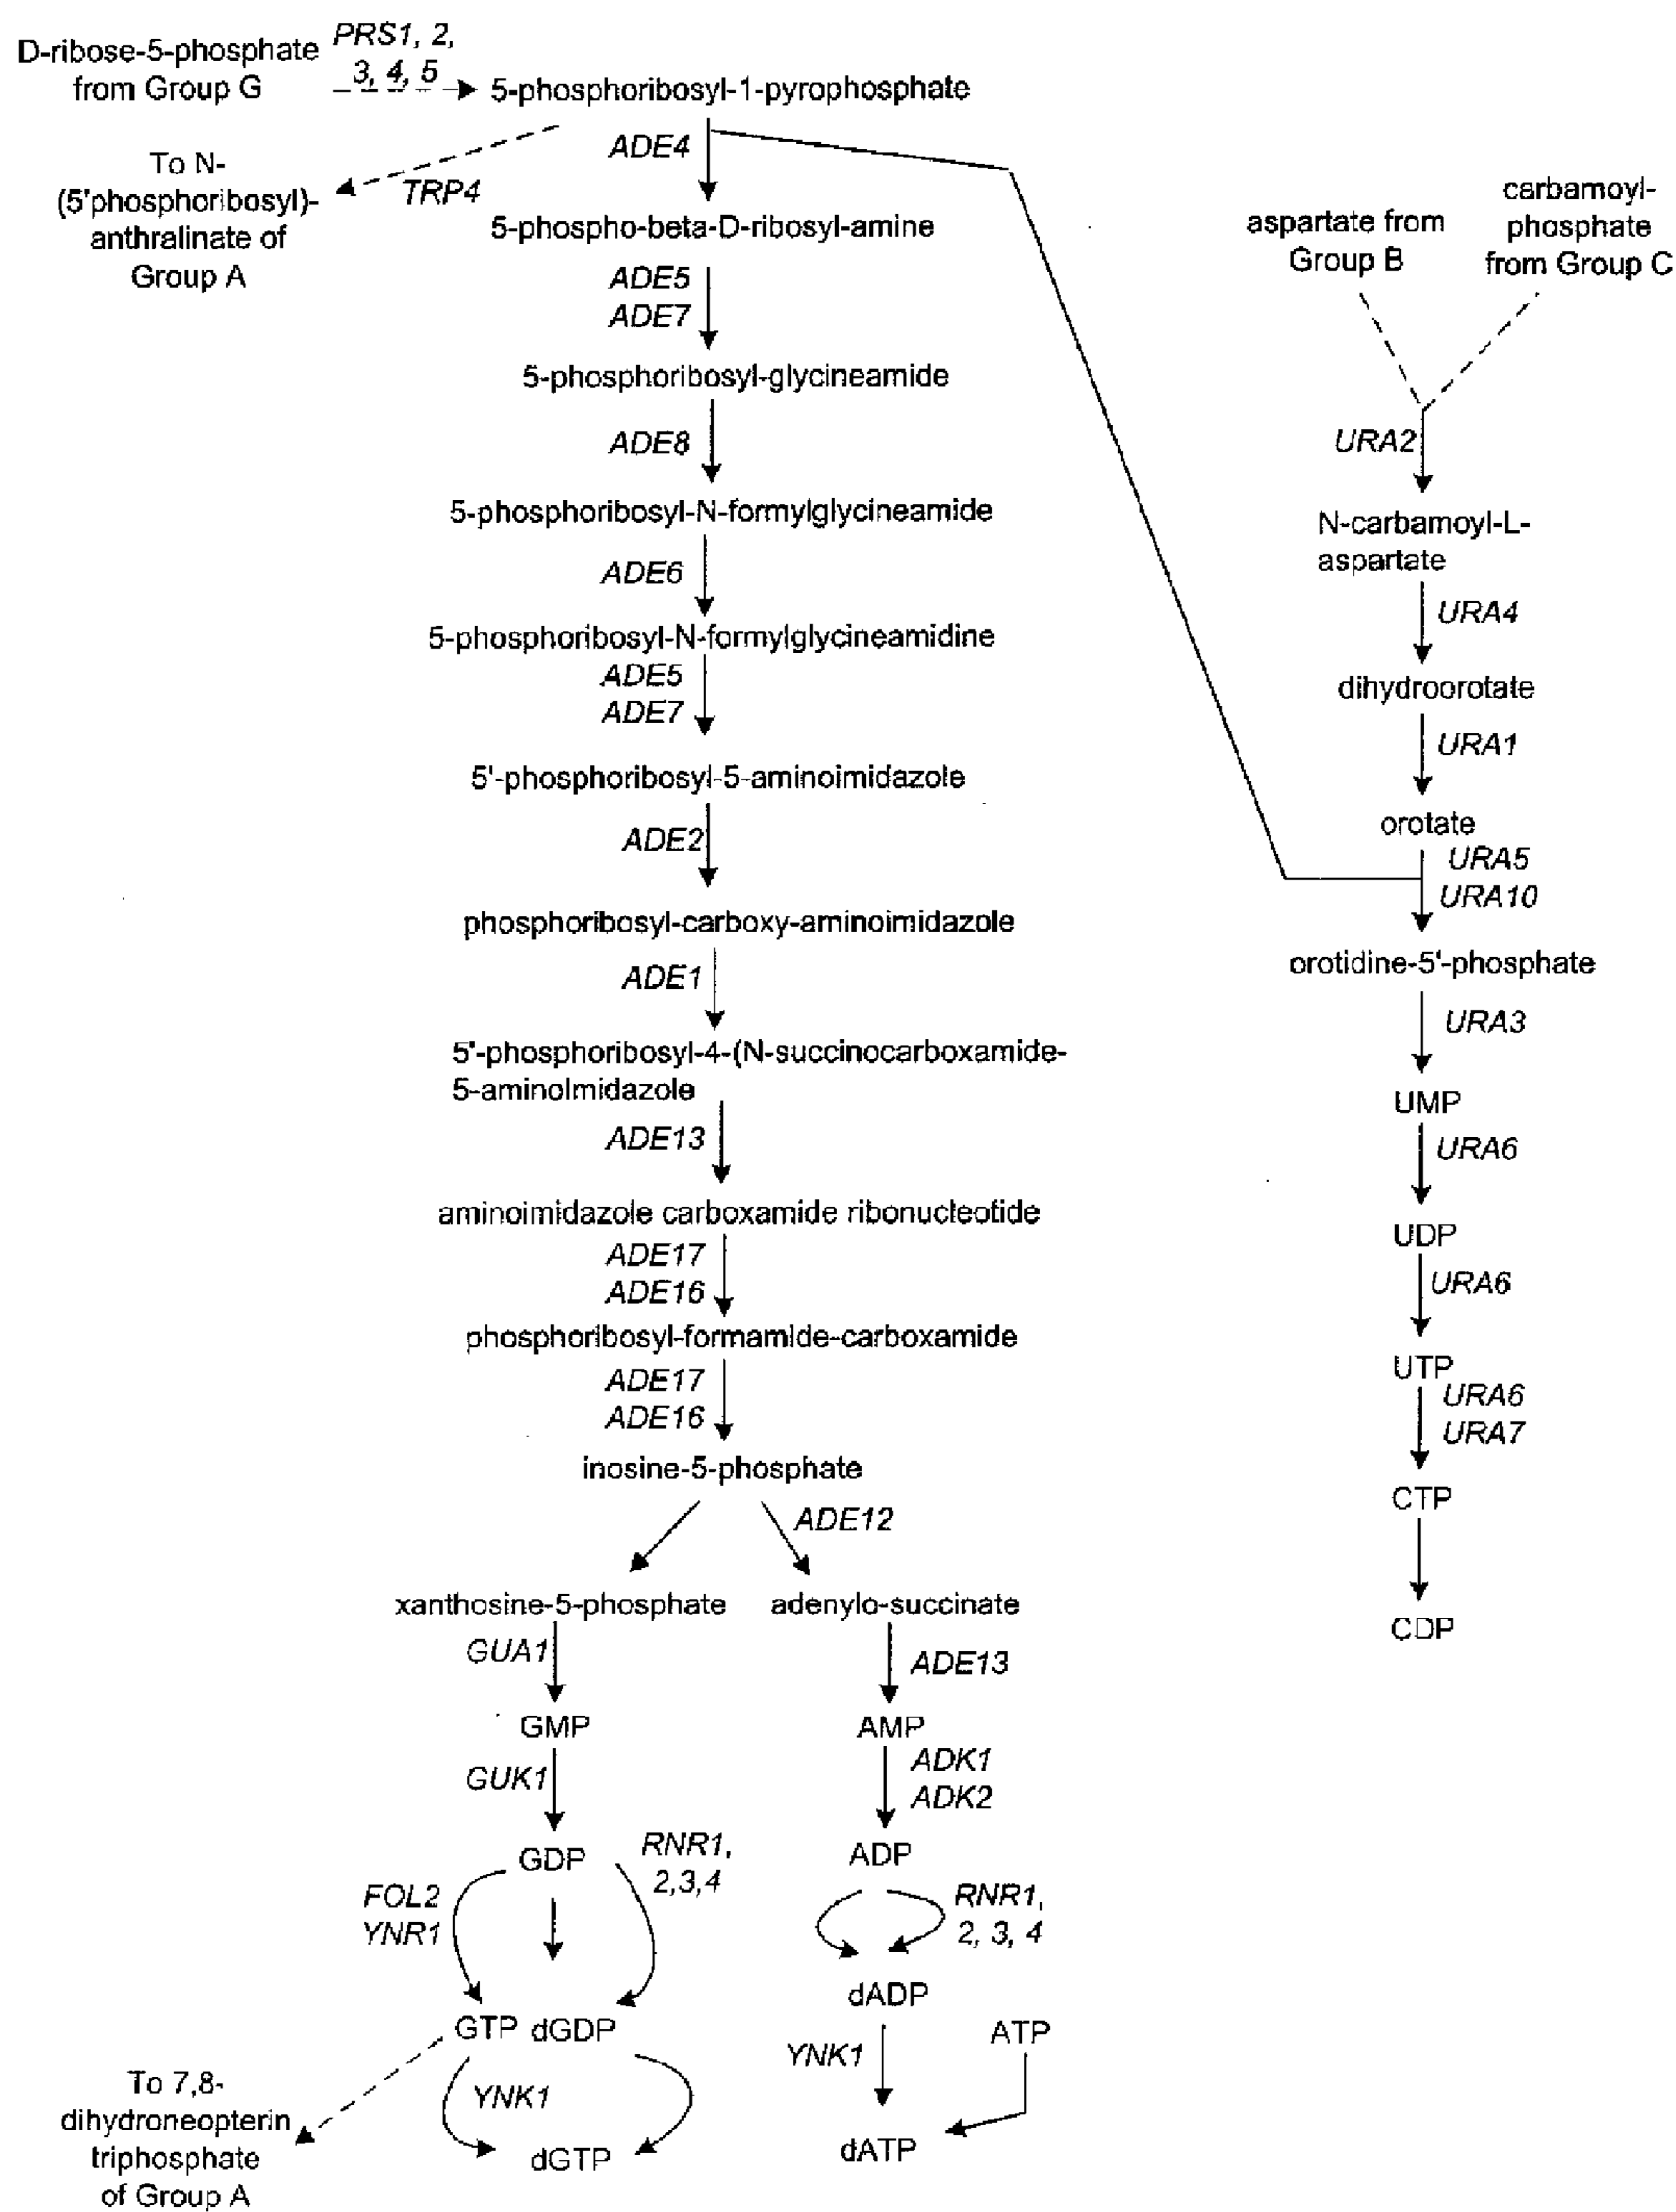 D-ribose-5-phosphate
from Group G
PRS1, 2,
3, 4, 5
5-phosphoribosyl-1-pyrophosphate
ADE4
To N-
(5'phosphoribosyl)-
anthralinate of
Group A
TRP4
5-phospho-beta-D-ribosyl-amine
ADE5
ADE7
5-phosphoribosyl-glycineamide
ADE8
5-phosphoribosyl-N-formylglycineamide
ADE6
5-phosphoribosyl-N-formylglycineamidine
ADE5
ADE7
5'-phosphoribosyl-5-aminoimidazole
ADE2
phosphoribosyl-carboxy-aminoimidazole
ADE1
5'-phosphoribosyl-4-(N-succinocarboxamide-
5-aminolmidazole
ADE13
aminoimidazole carboxamide ribonucleotide
ADE17
ADE16
phosphoribosyl-formamide-carboxamide
ADE17
ADE16
inosine-5-phosphate
ADE12
xanthosine-5-phosphate
adenylo-succinate
GUA1
ADE13
GMP
AMP
GUK1
ADK1
ADK2
GDP
ADP
RNR1,
2,3,4
FOL2
YNR1
RNR1,
2, 3, 4
dADP
GTP dGDP
YNK1
ATP
YNK1
To 7,8-
dihydroneopterin
triphosphate
of Group A
dGTP
dATP
aspartate from
Group B
carbamoyl-
phosphate
from Group C
URA2
N-carbamoyl-L-
aspartate
URA4
dihydroorotate
URA1
orotate
URA5
URA10
orotidine-5'-phosphate
URA3
UMP
URA6
UDP
URA6
UTP
URA6
URA7
CTP
CDP